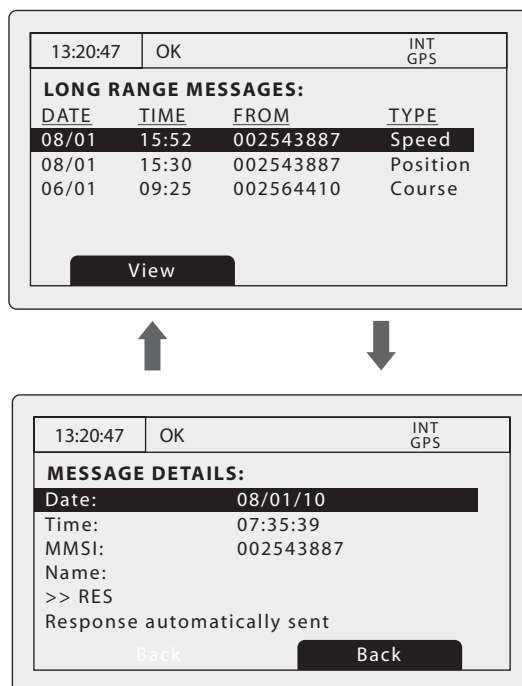 13:20:47 OK INT GPS
LONG RANGE MESSAGES:
DATE TIME FROM TYPE
08/01 15:52 002543887 Speed
08/01 15:30 002543887 Position
06/01 09:25 002564410 Course
View
13:20:47 OK INT GPS
MESSAGE DETAILS:
Date: 08/01/10
Time: 07:35:39
MMSI: 002543887
Name:
>> RES
Response automatically sent
Back Back